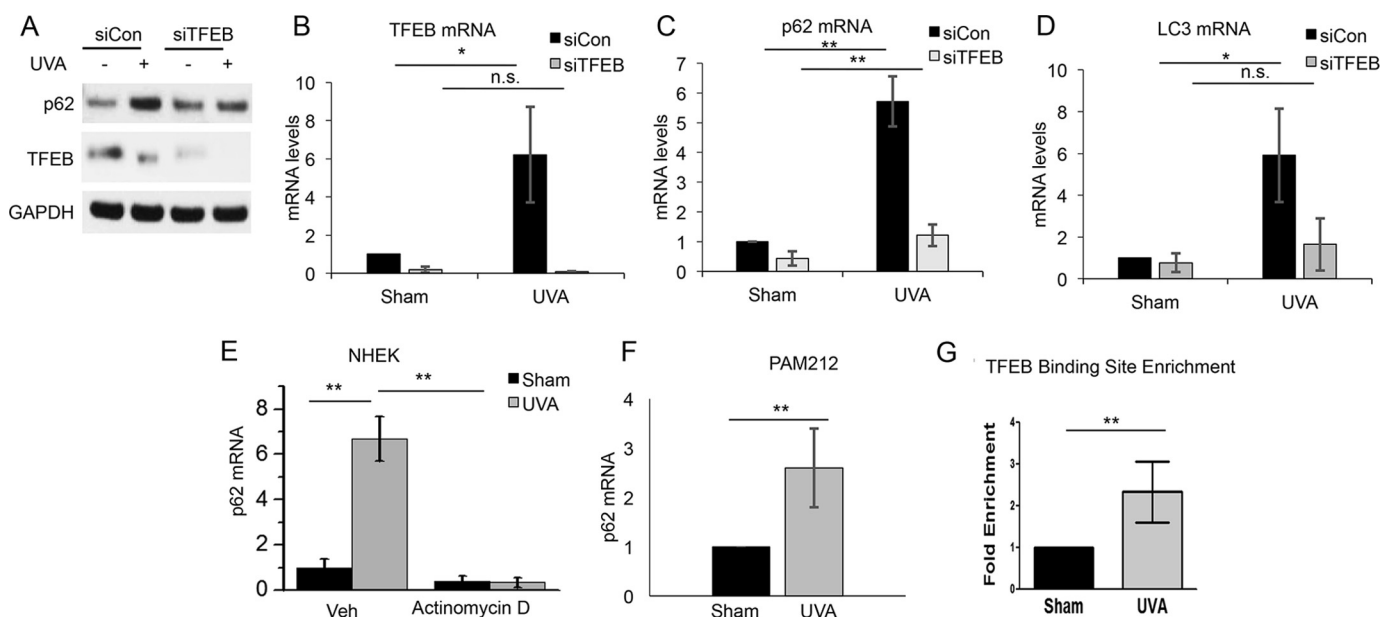 A
siCon siTFEB
UVA - + - +
p62
TFEB
GAPDH
B
TFEB mRNA
siCon
siTFEB
*
n.s.
mRNA levels
10
8
6
4
2
0
Sham UVA
C
p62 mRNA
siCon
siTFEB
**
**
mRNA levels
7
6
5
4
3
2
1
0
Sham UVA
D
LC3 mRNA
siCon
siTFEB
*
n.s.
mRNA levels
10
8
6
4
2
0
Sham UVA
E
NHEK
Sham
UVA
** **
p62 mRNA
8
6
4
2
0
Veh Actinomycin D
F
PAM212
**
p62 mRNA
4
3
2
1
0
Sham UVA
G
TFEB Binding Site Enrichment
**
Fold Enrichment
4
3
2
1
0
Sham UVA